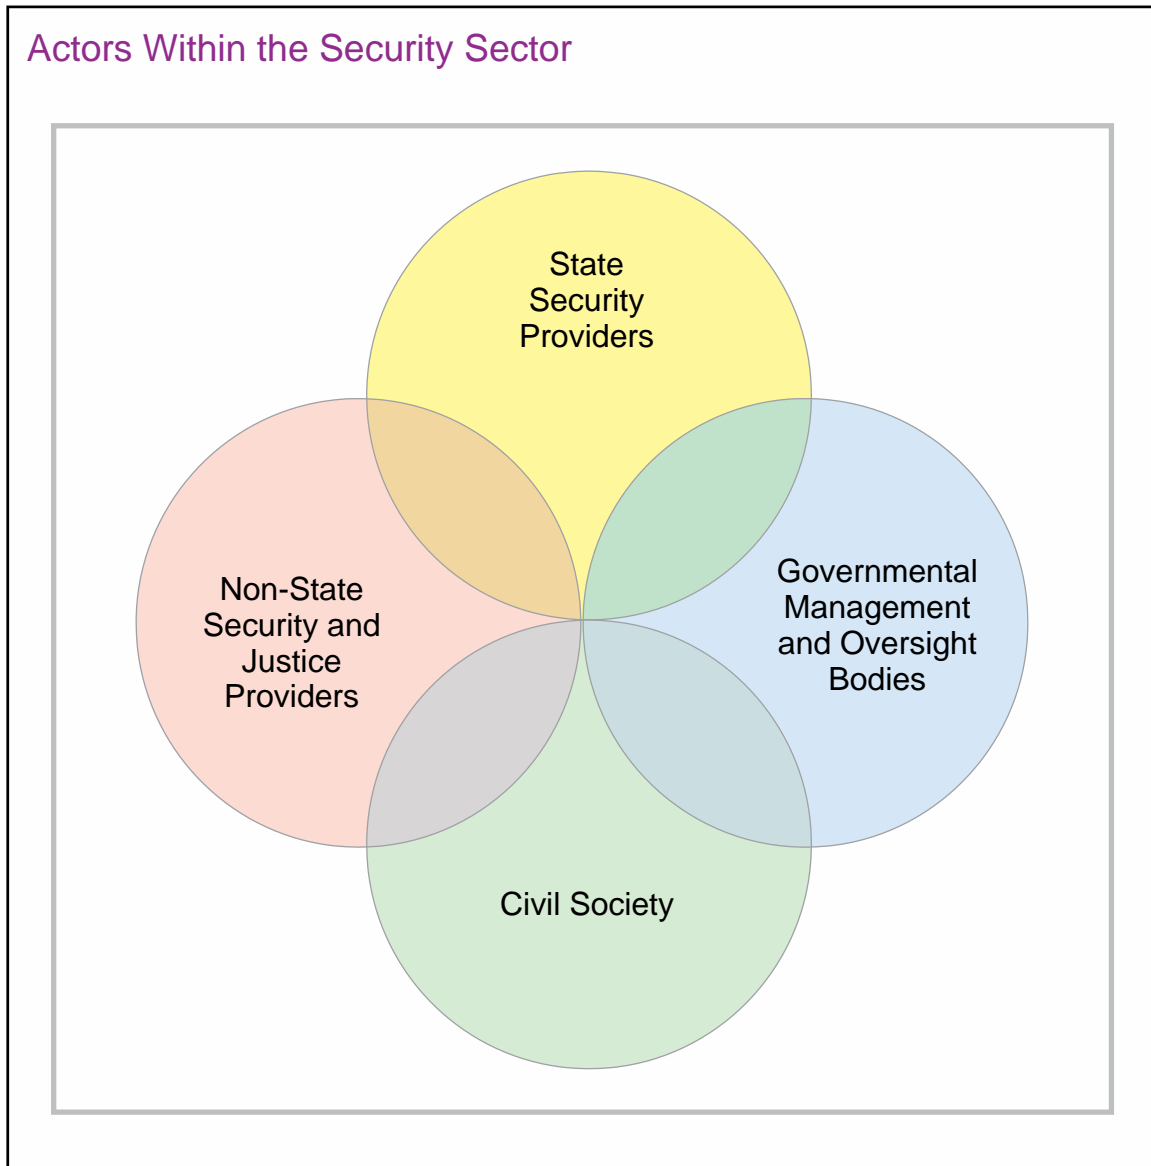 Actors Within the Security Sector
State
Security
Providers
Non-State
Security and
Justice
Providers
Governmental
Management
and Oversight
Bodies
Civil Society